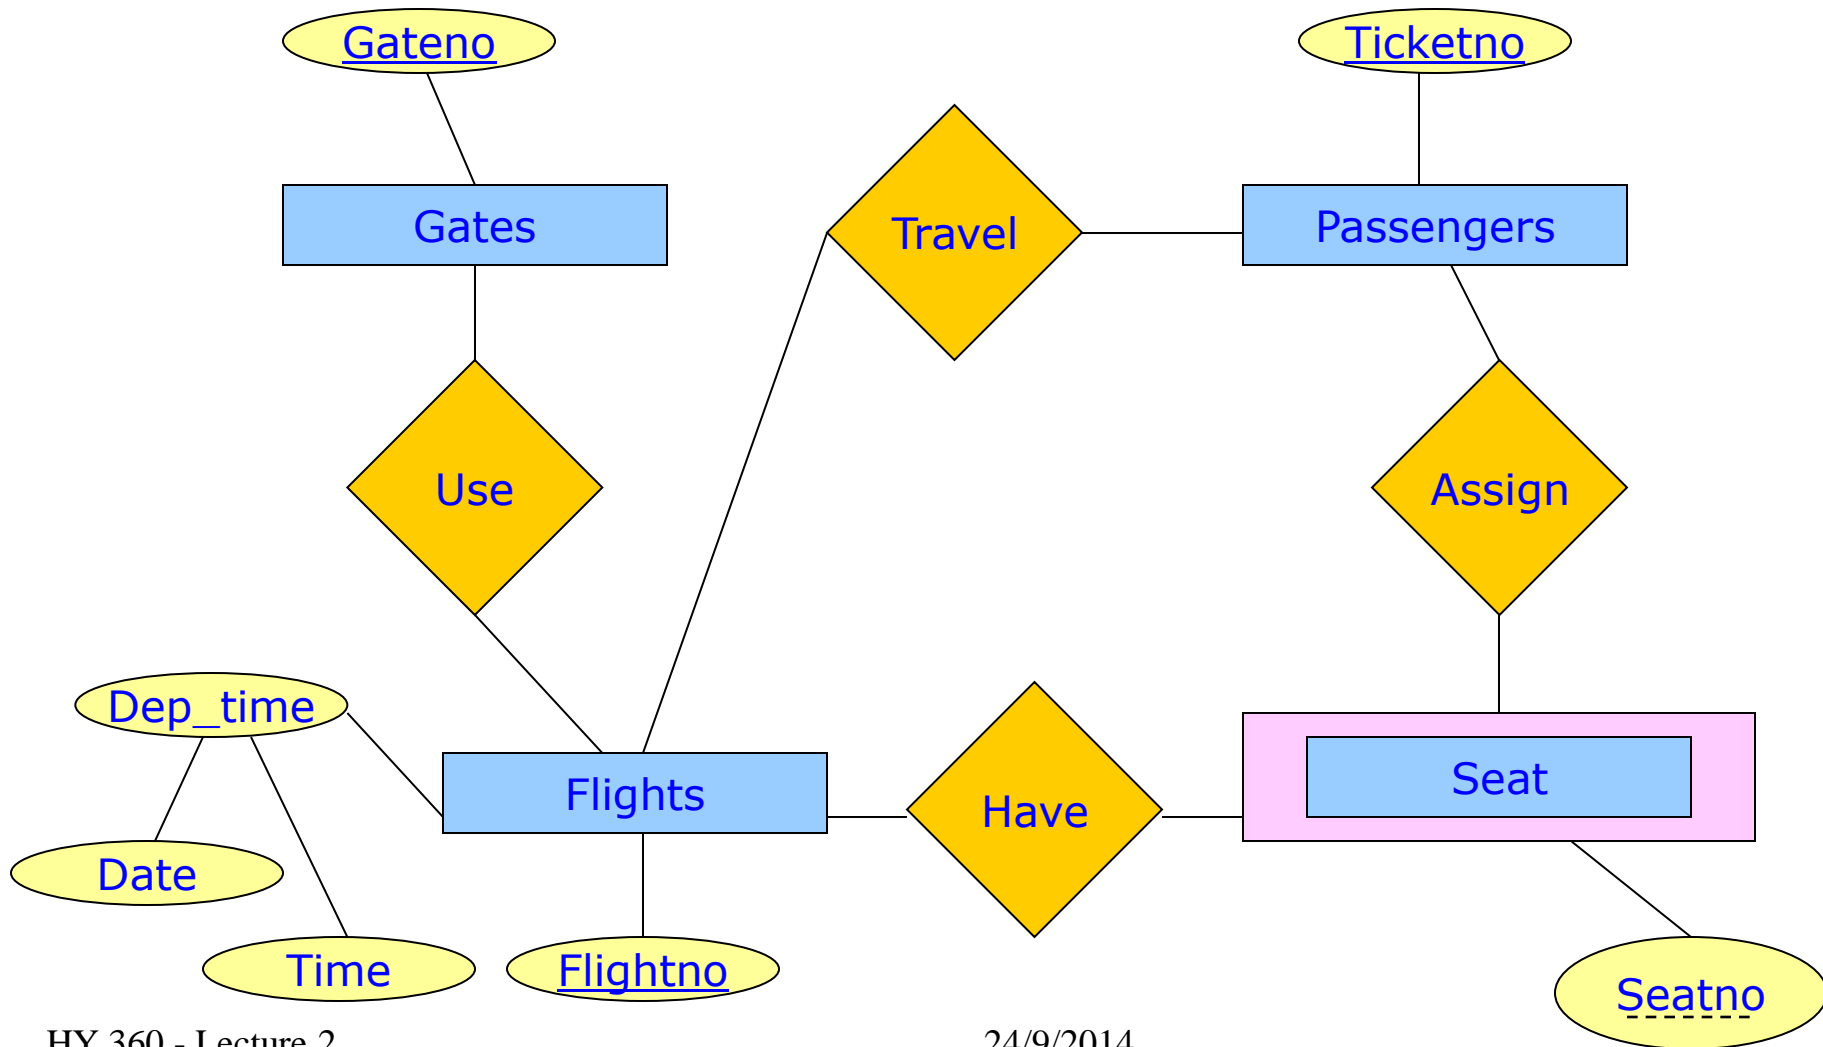 Gateno
Ticketno
Gates
Travel
Passengers
Use
Assign
Dep_time
Flights
Have
Seat
Date
Time
Flightno
Seatno
HY 360 - Lecture 2
24/9/2014